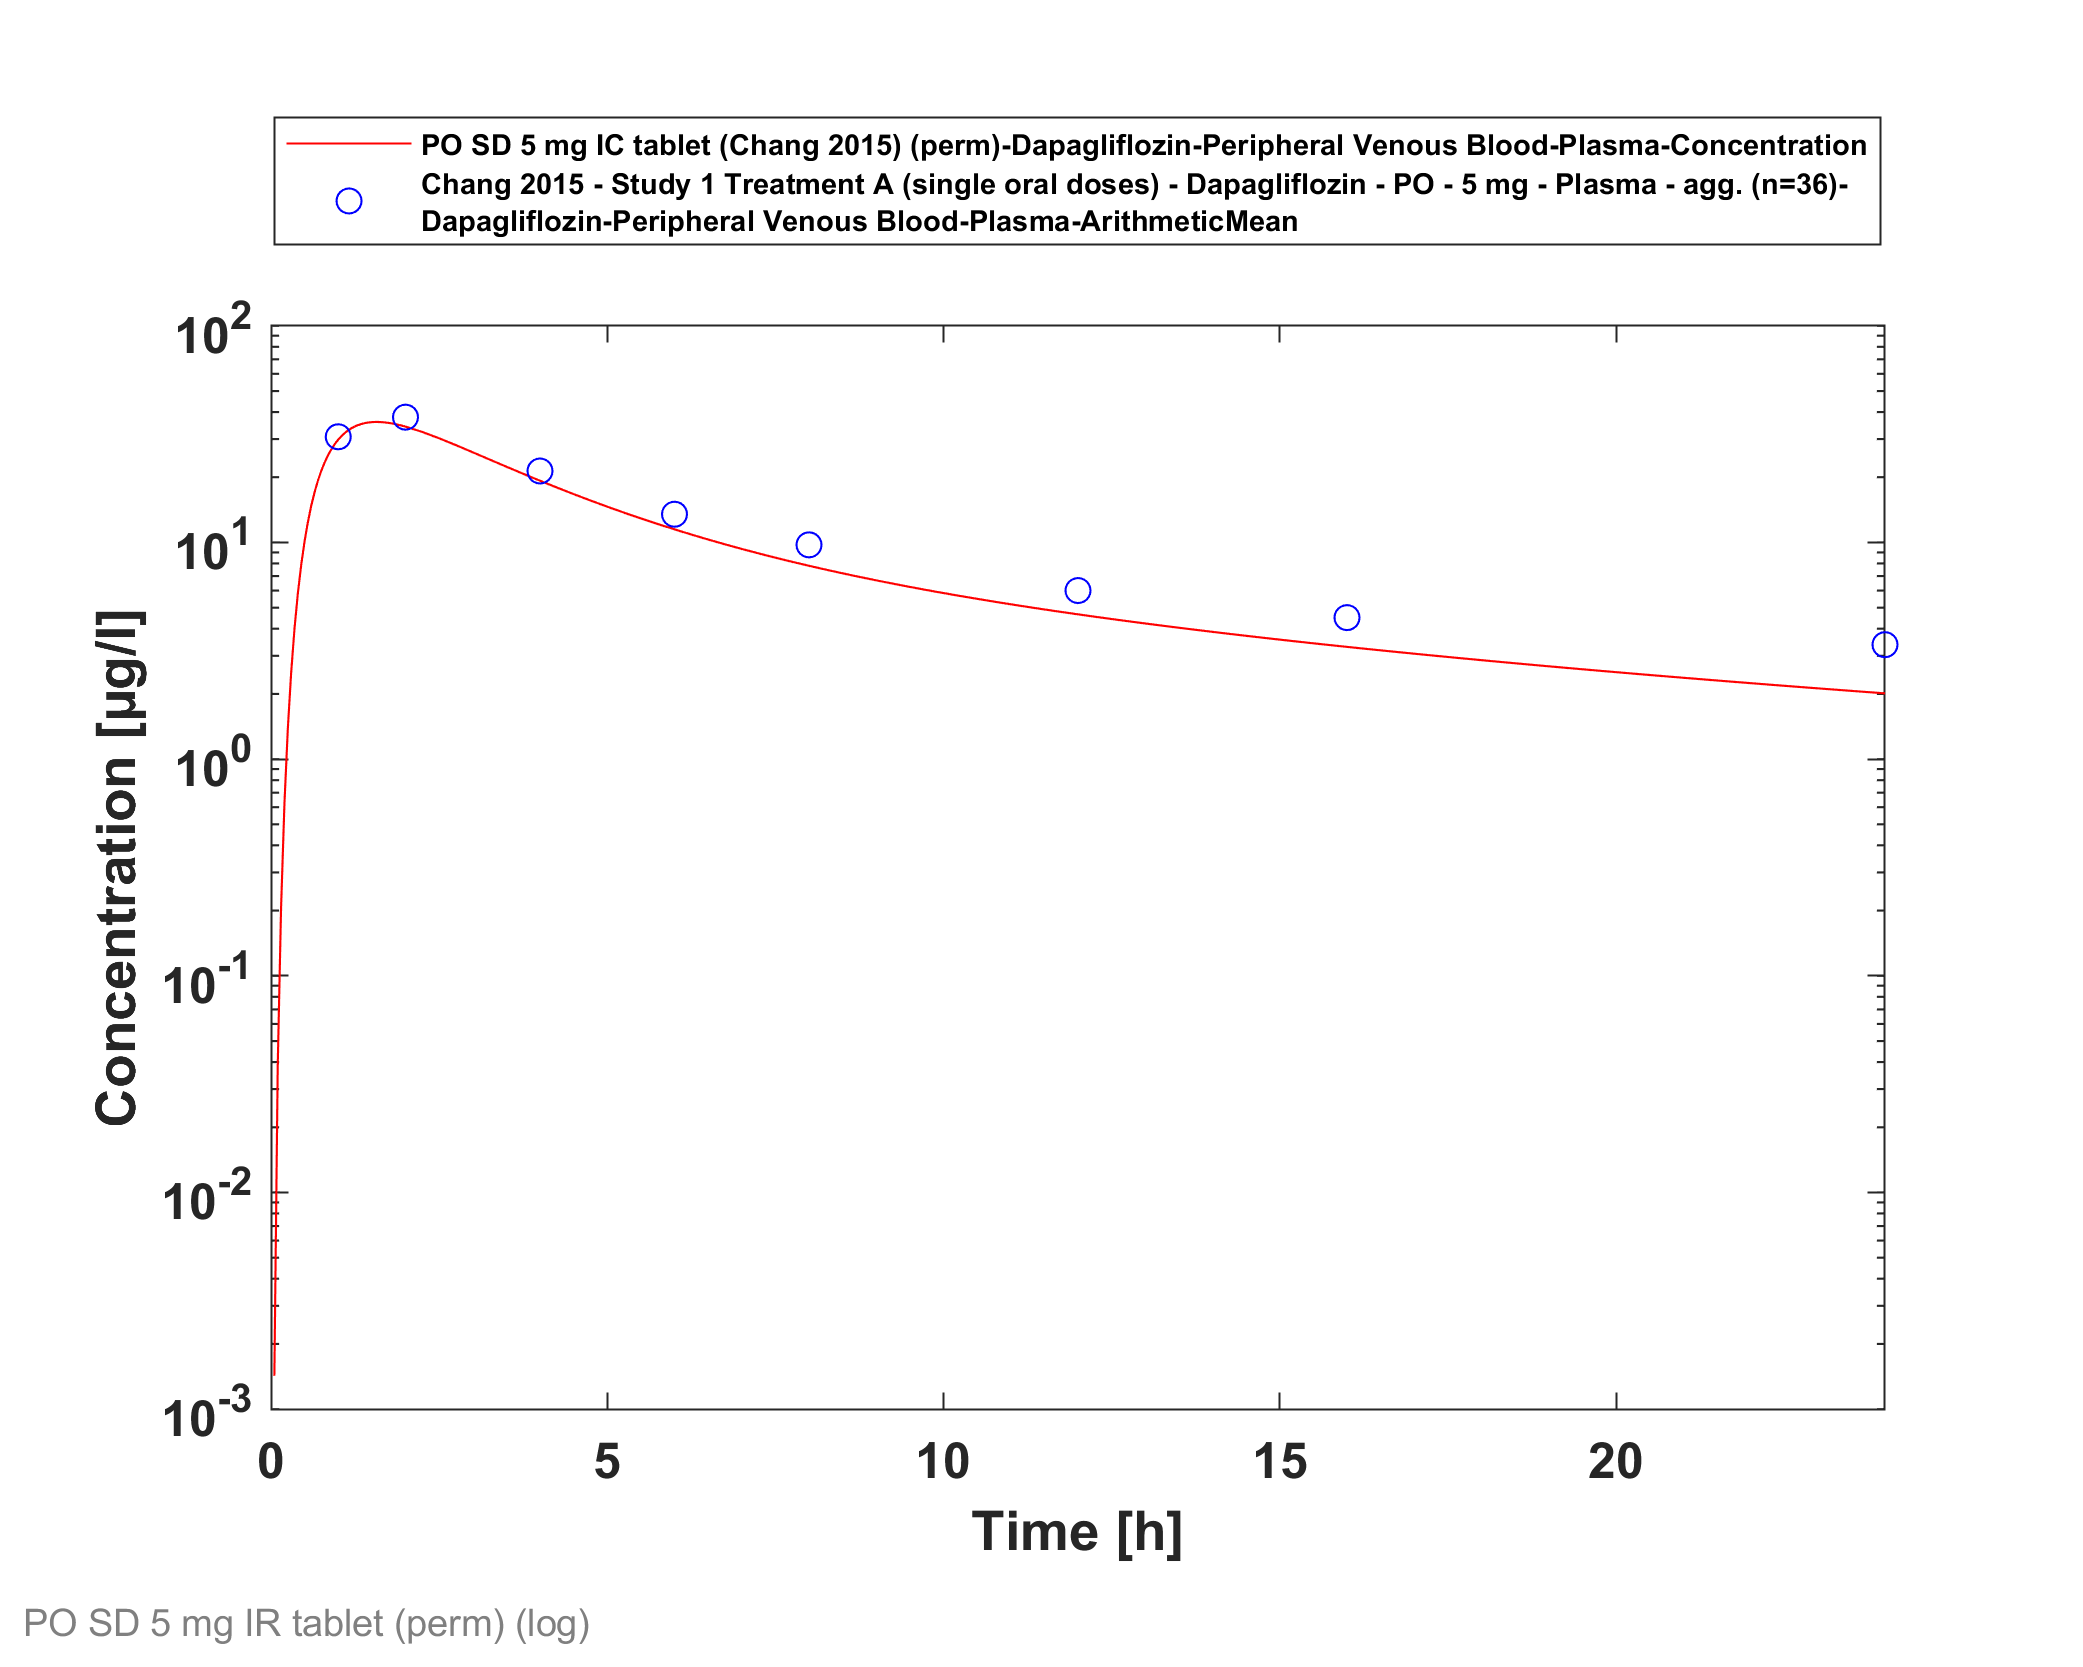 PO SD 5 mg IC tablet (Chang 2015) (perm)-Dapagliflozin-Peripheral Venous Blood-Plasma-Concentration
Chang 2015 - Study 1 Treatment A (single oral doses) - Dapagliflozin - PO - 5 mg - Plasma - agg. (n=36)-
Dapagliflozin-Peripheral Venous Blood-Plasma-ArithmeticMean
10^2
10^1
10^0
10^-1
10^-2
10^-3
Concentration [µg/l]
0 5 10 15 20
Time [h]
PO SD 5 mg IR tablet (perm) (log)